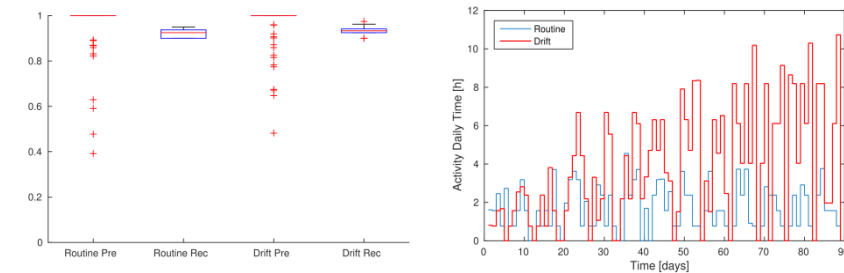 1
0.8
0.6
0.4
0.2
0
Routine Pre
Routine Rec
Drift Pre
Drift Rec
12
10
8
6
4
2
0
Activity Daily Time [h]
Routine
Drift
0 10 20 30 40 50 60 70 80 90
Time [days]